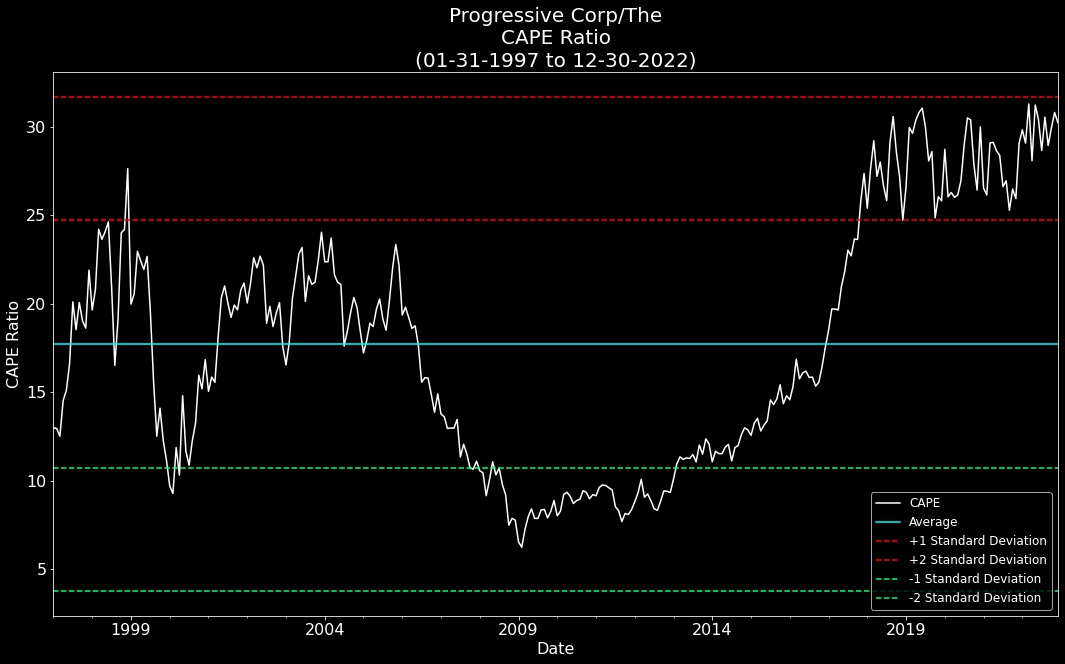 Progressive Corp/The
CAPE Ratio
(01-31-1997 to 12-30-2022)
CAPE Ratio
30
25
20
15
10
5
CAPE
Average
+1 Standard Deviation
+2 Standard Deviation
-1 Standard Deviation
-2 Standard Deviation
1999
2004
2009
2014
2019
Date